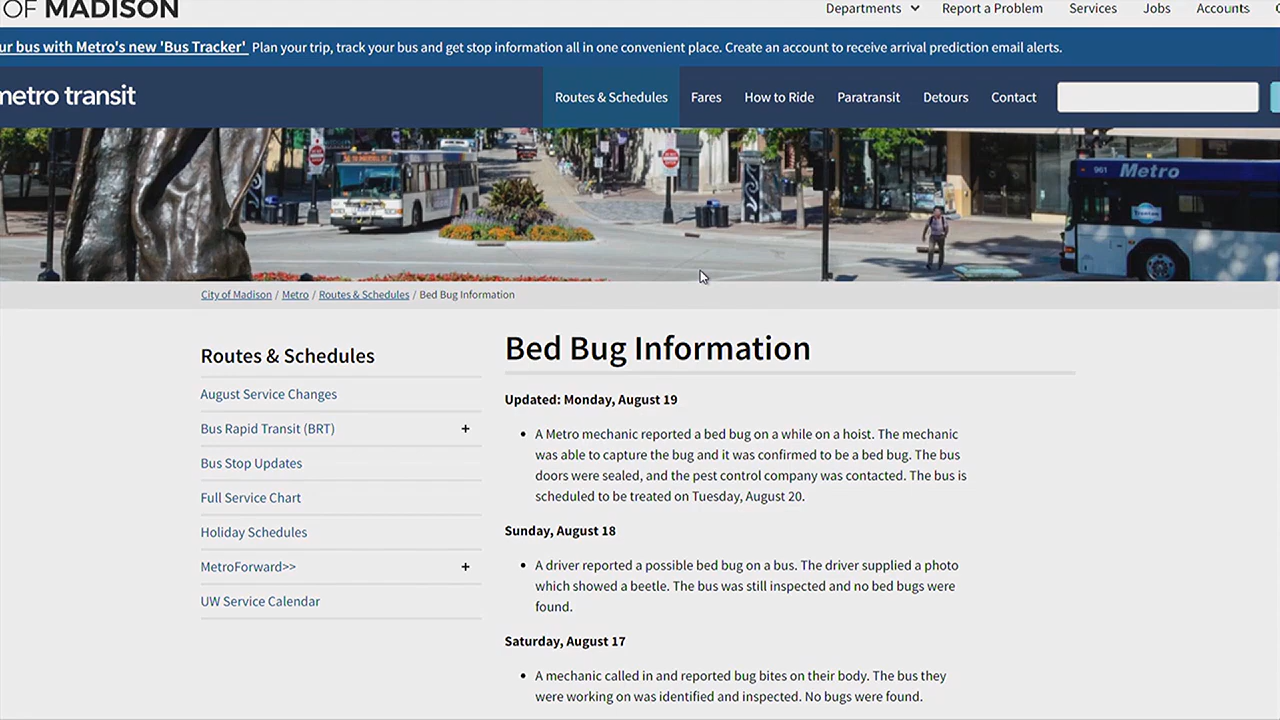 OF MADISON
Departments
Report a Problem
Services
Jobs
Accounts
ur bus with Metro's new 'Bus Tracker' Plan your trip, track your bus and get stop information all in one convenient place. Create an account to receive arrival prediction email alerts.
metro transit
Routes & Schedules
Fares
How to Ride
Paratransit
Detours
Contact
961 Metro
City of Madison / Metro / Routes & Schedules / Bed Bug Information
Routes & Schedules
August Service Changes
Bus Rapid Transit (BRT) +
Bus Stop Updates
Full Service Chart
Holiday Schedules
MetroForward>> +
UW Service Calendar
Bed Bug Information
Updated: Monday, August 19
• A Metro mechanic reported a bed bug on a while on a hoist. The mechanic
was able to capture the bug and it was confirmed to be a bed bug. The bus
doors were sealed, and the pest control company was contacted. The bus is
scheduled to be treated on Tuesday, August 20.
Sunday, August 18
• A driver reported a possible bed bug on a bus. The driver supplied a photo
which showed a beetle. The bus was still inspected and no bed bugs were
found.
Saturday, August 17
• A mechanic called in and reported bug bites on their body. The bus they
were working on was identified and inspected. No bugs were found.